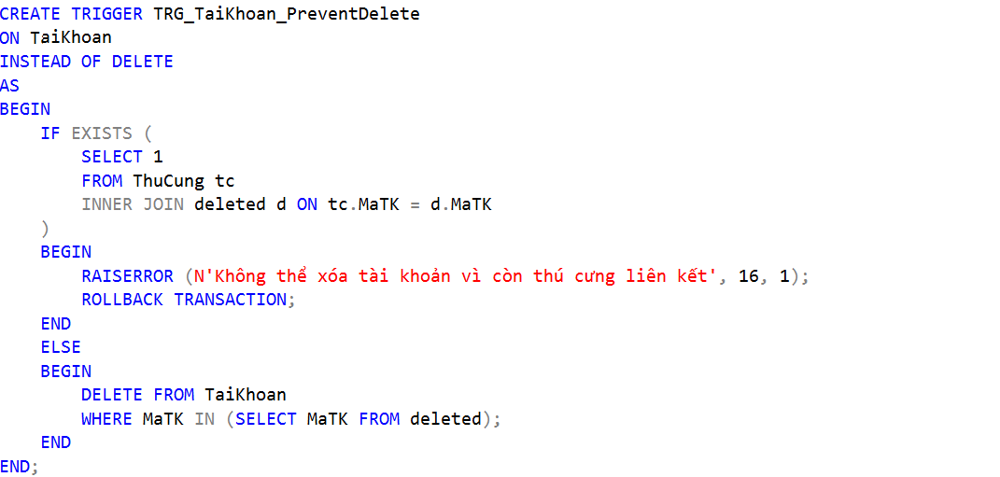 CREATE TRIGGER TRG_TaiKhoan_PreventDelete
ON TaiKhoan
INSTEAD OF DELETE
AS
BEGIN
    IF EXISTS (
        SELECT 1
        FROM ThuCung tc
        INNER JOIN deleted d ON tc.MaTK = d.MaTK
    )
    BEGIN
        RAISERROR (N'Không thể xóa tài khoản vì còn thú cưng liên kết', 16, 1);
        ROLLBACK TRANSACTION;
    END
    ELSE
    BEGIN
        DELETE FROM TaiKhoan
        WHERE MaTK IN (SELECT MaTK FROM deleted);
    END
END;